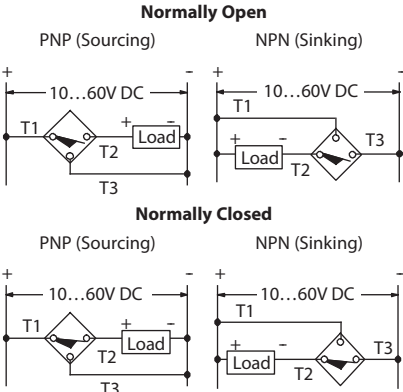 Normally Open
PNP (Sourcing) NPN (Sinking)
+ - + -
10...60V DC 10...60V DC
T1 + - Load T2 T3
T1 + - Load T2 T3
Normally Closed
PNP (Sourcing) NPN (Sinking)
+ - + -
10...60V DC 10...60V DC
T1 + - Load T2 T3
T1 + - Load T2 T3